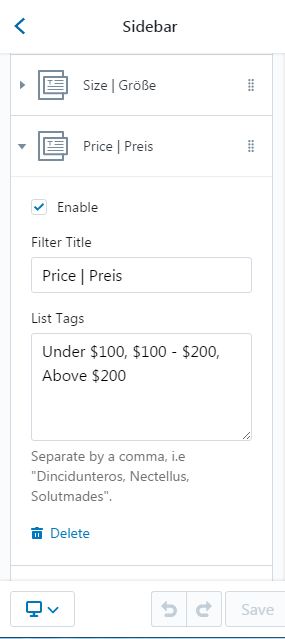 Sidebar
Size | Größe
Price | Preis
Enable
Filter Title
Price | Preis
List Tags
Under $100, $100 - $200,
Above $200
Separate by a comma, i.e
"Dincidunteros, Nectellus,
Solutmades".
Delete
Save